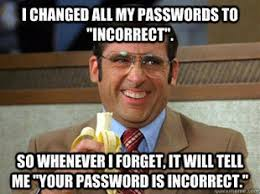 I CHANGED ALL MY PASSWORDS TO
"INCORRECT".
SO WHENEVER I FORGET, IT WILL TELL
ME "YOUR PASSWORD IS INCORRECT."